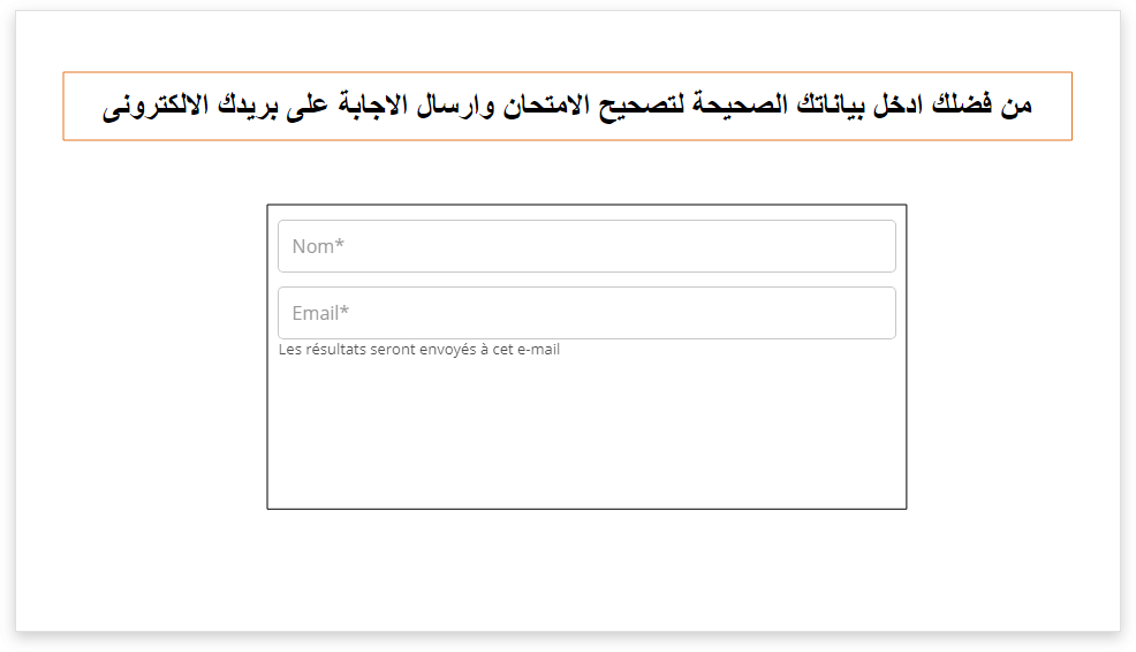 من فضلك ادخل بياناتك الصحيحة لتصحيح الامتحان وارسال الاجابة على بريدك الالكترونى
Nom*
Email*
Les résultats seront envoyés à cet e-mail